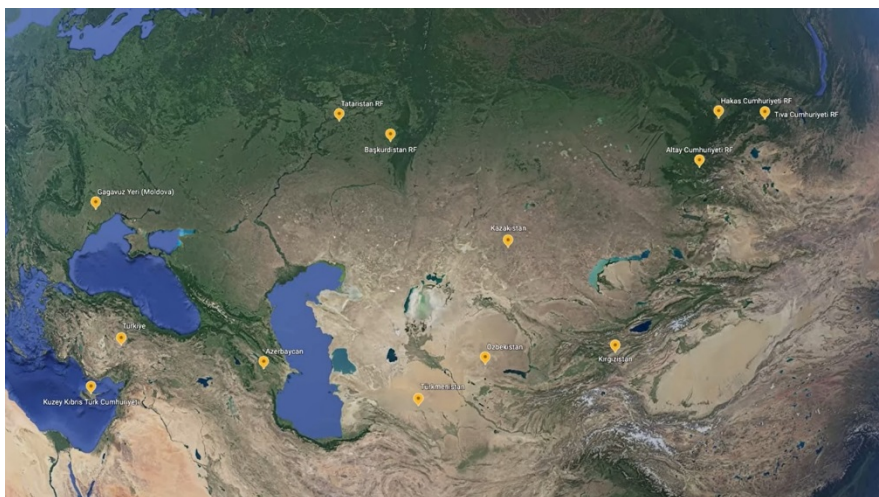 Tataristan RF
Hakas Cumhuriyeti RF
Tıva Cumhuriyeti RF
Başkurdistan RF
Altay Cumhuriyeti RF
Gagavuz Yeri (Moldova)
Kazakistan
Türkiye
Azerbaycan
Özbekistan
Kırgızistan
Türkmenistan
Kuzey Kıbrıs Türk Cumhuriyeti